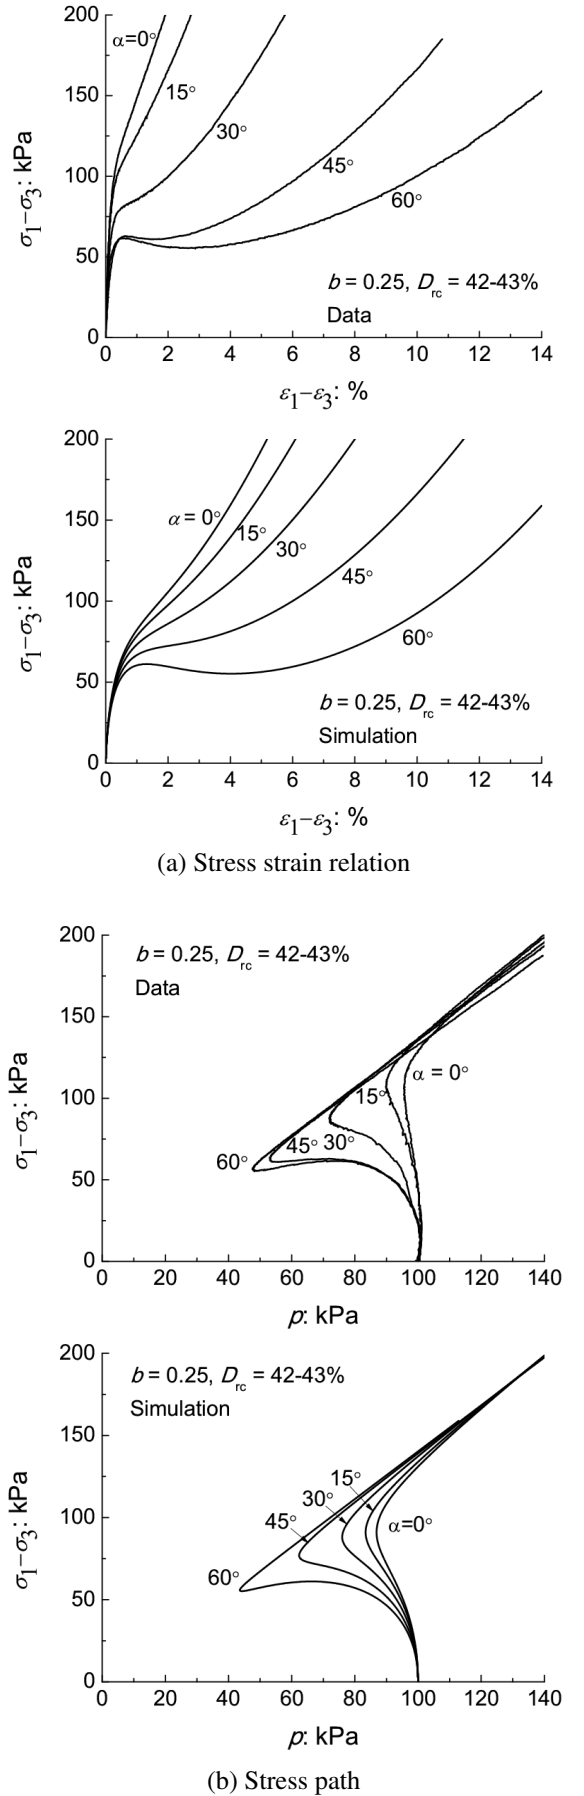 200
150
100
50
0
σ1–σ3: kPa
α=0°
15°
30°
45°
60°
b = 0.25, Drc = 42-43%
Data
0 2 4 6 8 10 12 14
ε1–ε3: %
200
150
100
50
0
σ1–σ3: kPa
α = 0°
15°
30°
45°
60°
b = 0.25, Drc = 42-43%
Simulation
0 2 4 6 8 10 12 14
ε1–ε3: %
(a) Stress strain relation
200
150
100
50
0
σ1–σ3: kPa
b = 0.25, Drc = 42-43%
Data
α = 0°
15°
45° 30°
60°
0 20 40 60 80 100 120 140
p: kPa
200
150
100
50
0
σ1–σ3: kPa
b = 0.25, Drc = 42-43%
Simulation
15°
30°
45°
α=0°
60°
0 20 40 60 80 100 120 140
p: kPa
(b) Stress path